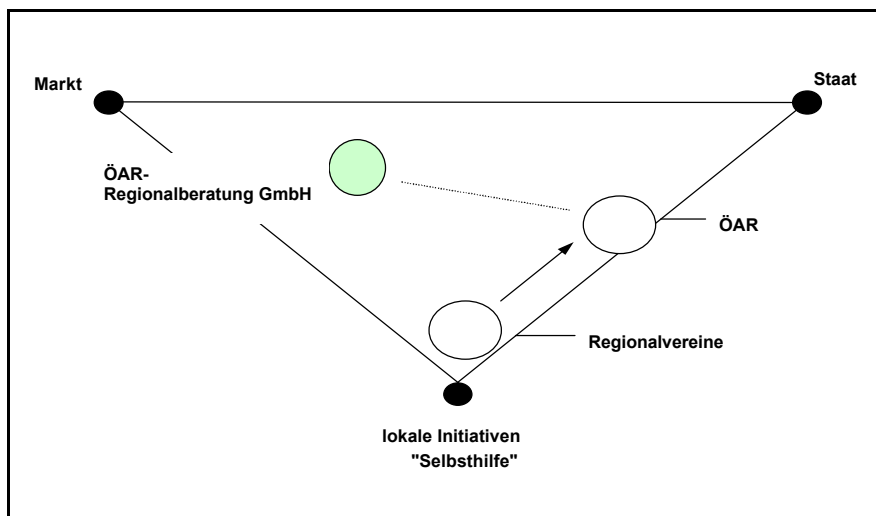 Markt
Staat
ÖAR-
Regionalberatung GmbH
ÖAR
Regionalvereine
lokale Initiativen
"Selbsthilfe"